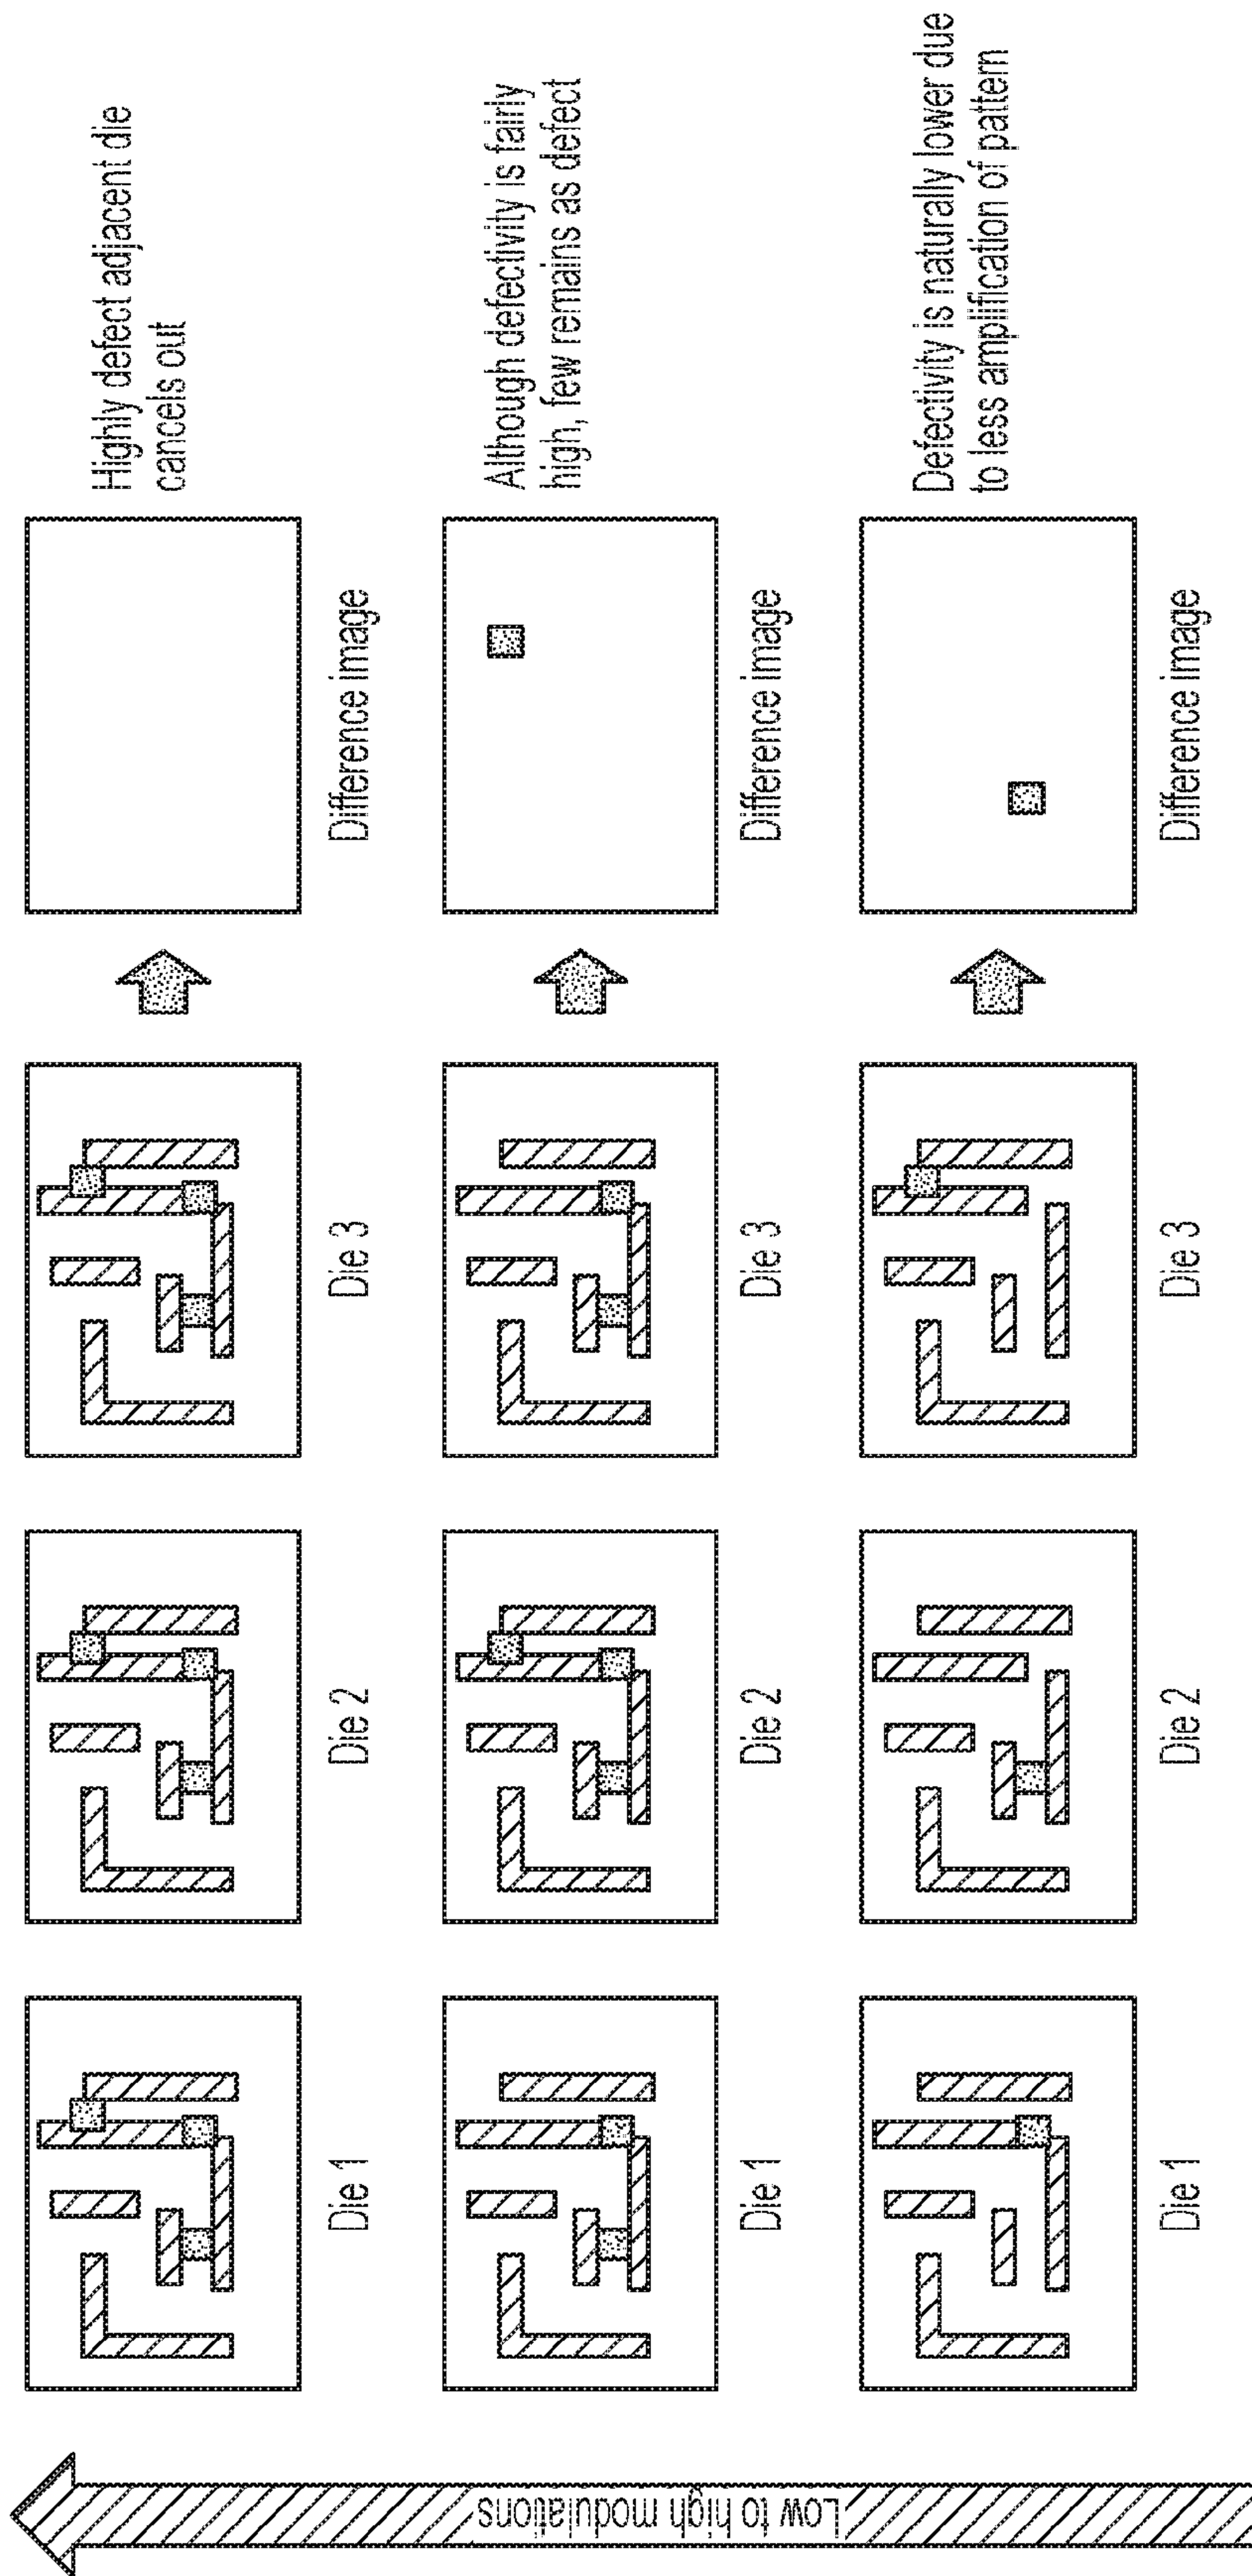 Low to high modulations
Die 1
Die 2
Die 3
Difference image
Highly defect adjacent die
cancels out
Die 1
Die 2
Die 3
Difference image
Although defectivity is fairly
high, few remains as defect
Die 1
Die 2
Die 3
Difference image
Defectivity is naturally lower due
to less amplification of pattern